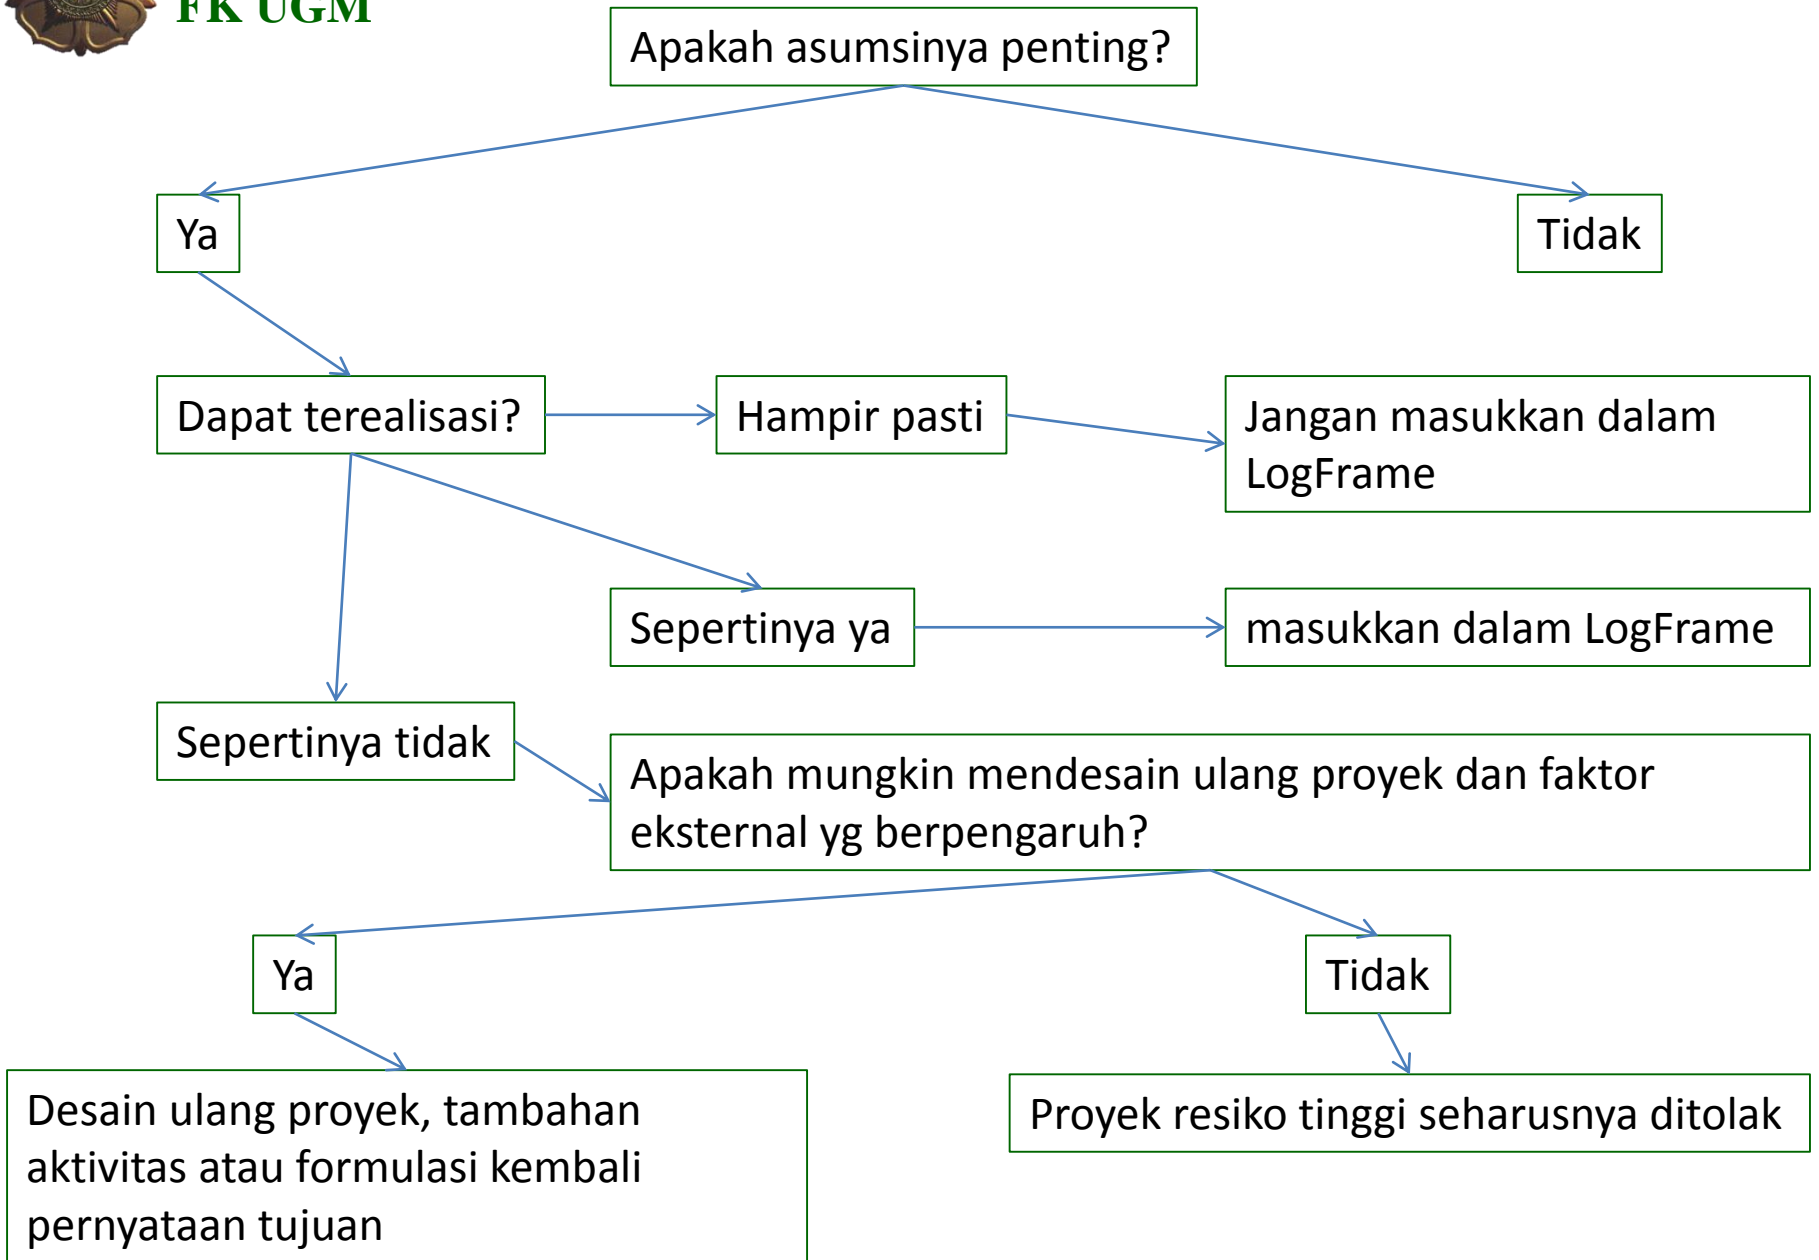 FK UGM
Apakah asumsinya penting?
Ya
Tidak
Dapat terealisasi?
Hampir pasti
Jangan masukkan dalam
LogFrame
Sepertinya ya
masukkan dalam LogFrame
Sepertinya tidak
Apakah mungkin mendesain ulang proyek dan faktor
eksternal yg berpengaruh?
Ya
Tidak
Desain ulang proyek, tambahan
aktivitas atau formulasi kembali
pernyataan tujuan
Proyek resiko tinggi seharusnya ditolak